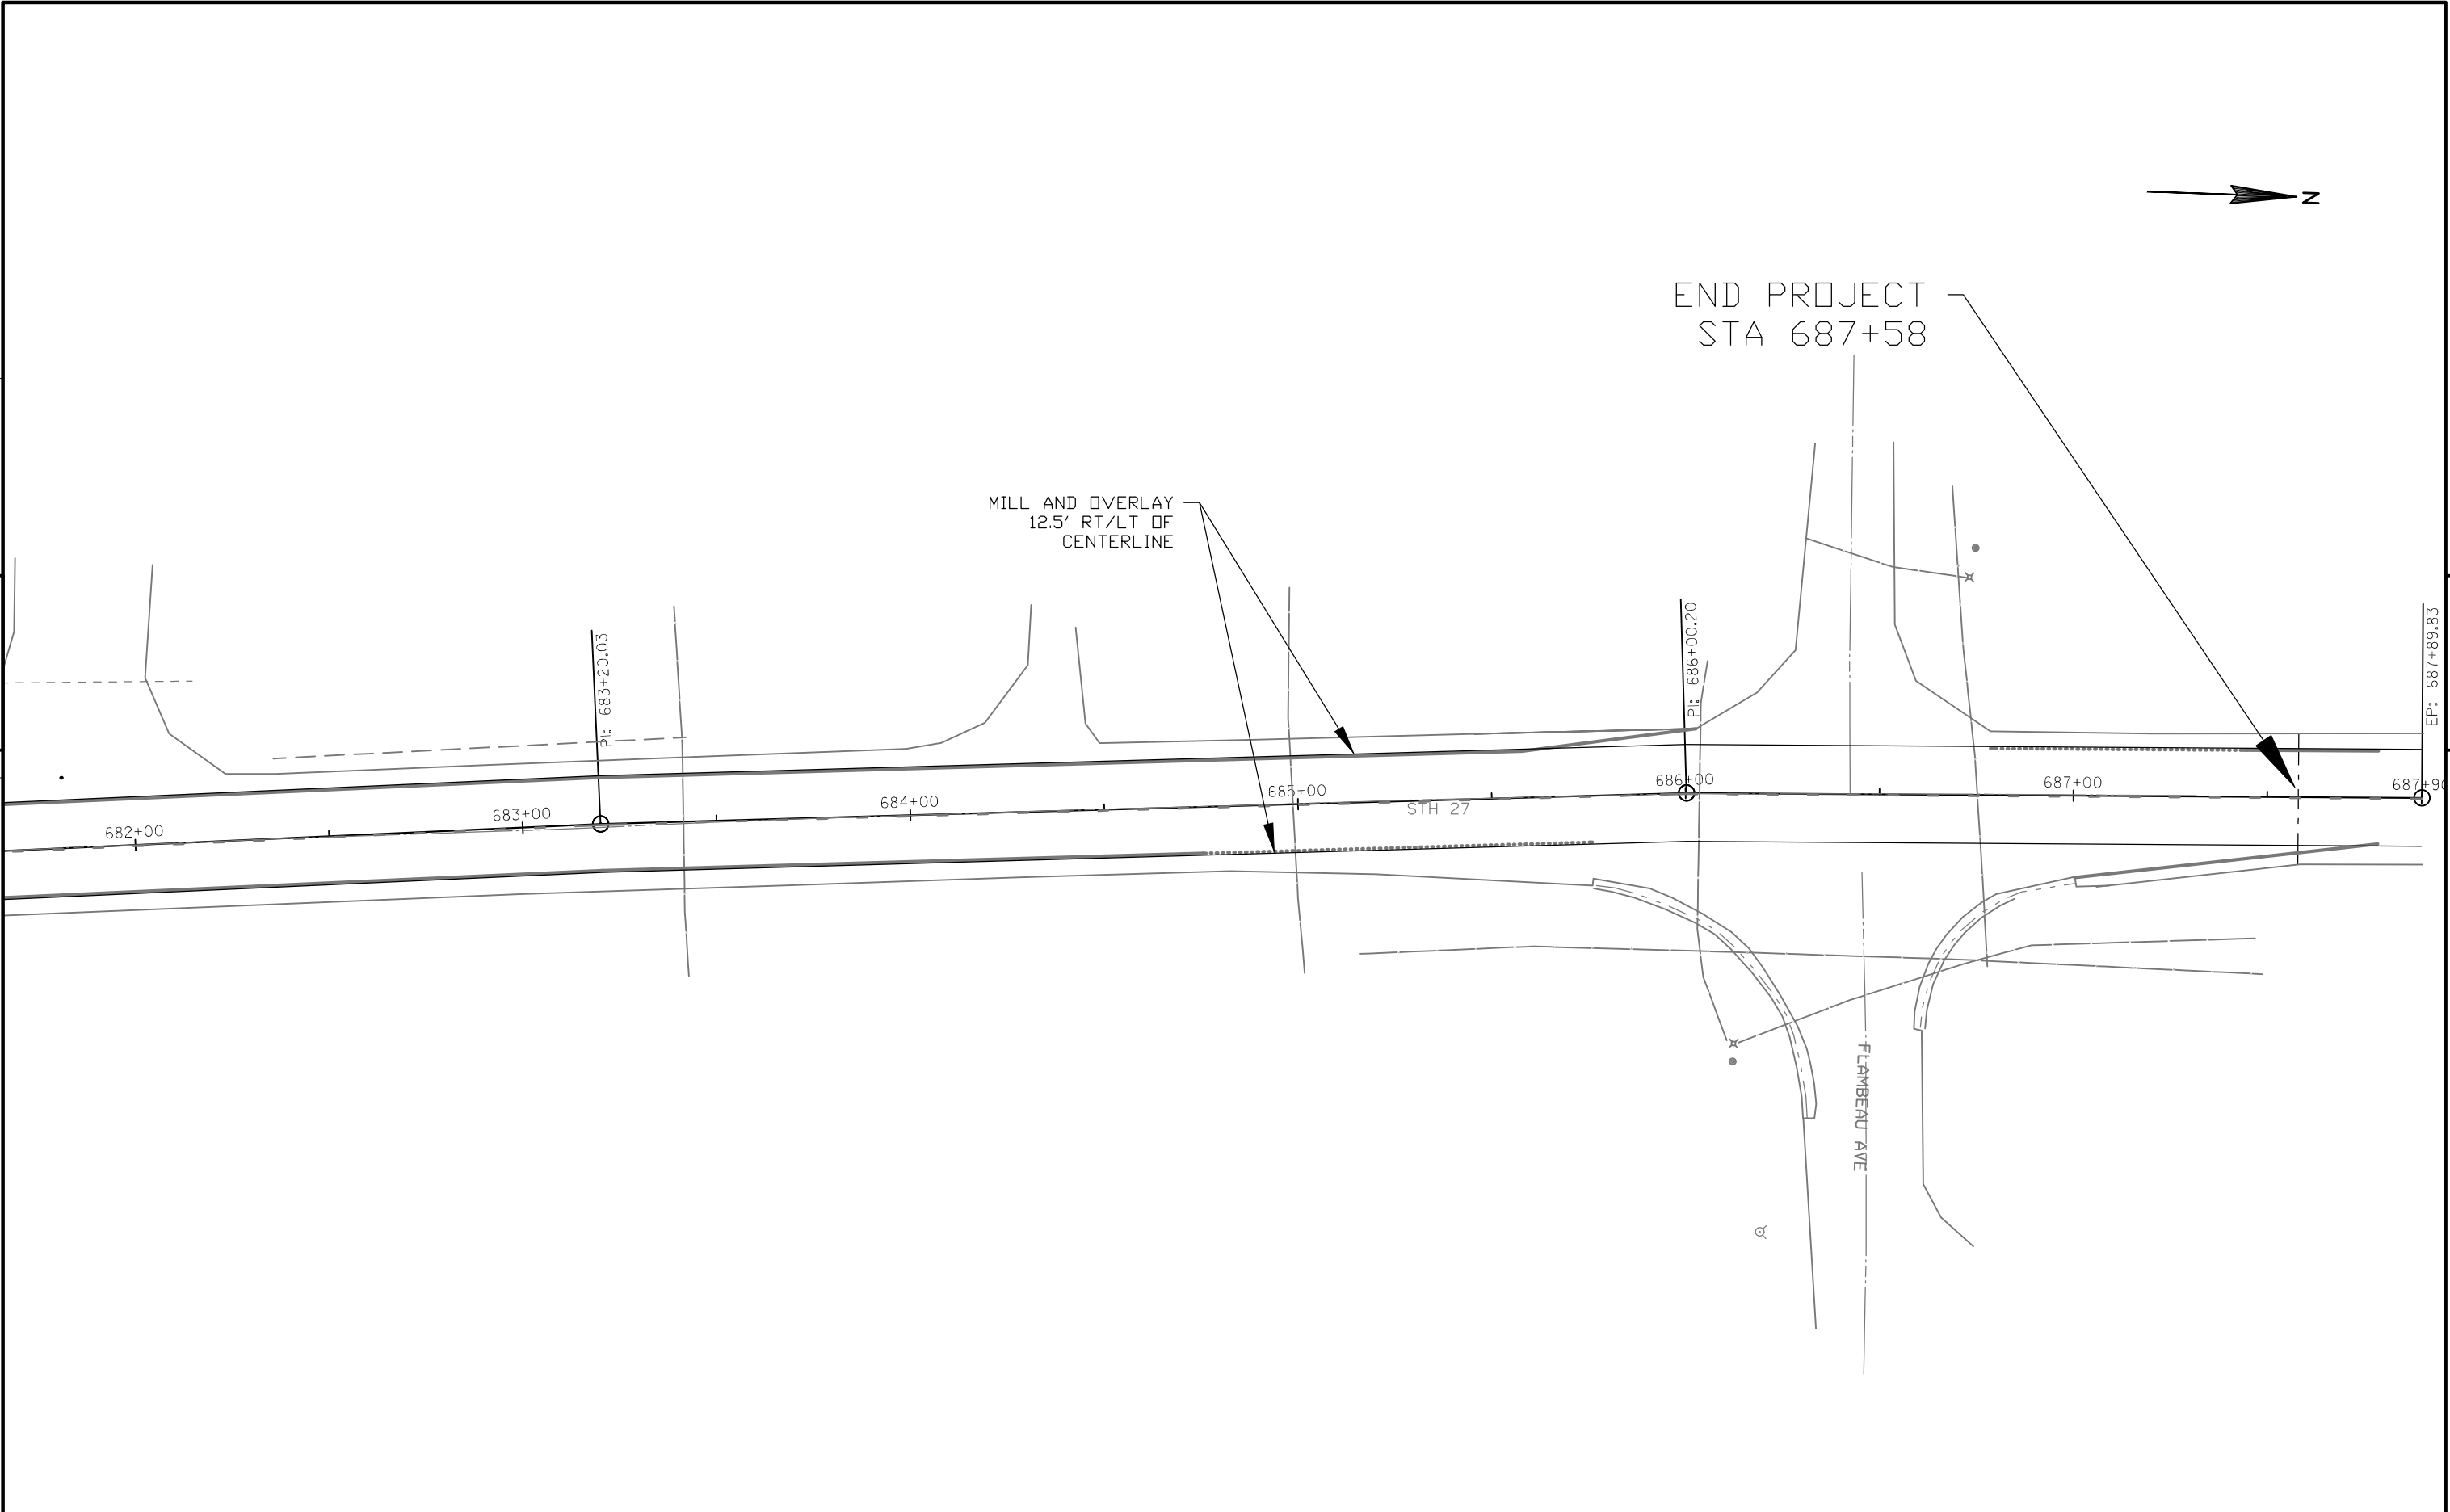 N
END PROJECT
STA 687+58
MILL AND OVERLAY
12.5' RT/LT OF
CENTERLINE
PI: 683+20.03
PI: 686+00.20
EP: 687+89.83
682+00
683+00
684+00
685+00
686+00
687+00
687+90
STH 27
FLAMBEAU AVE